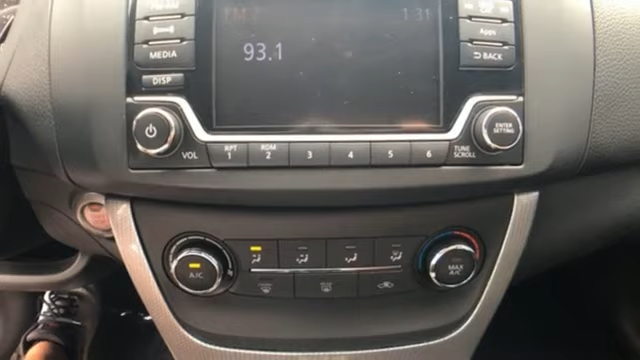 FM 2 1:31
93.1
MEDIA
DISP
Apps
BACK
VOL
RPT RDM
1 2 3 4 5 6
TUNE
SCROLL
ENTER
SETTING
A/C
MAX
A/C